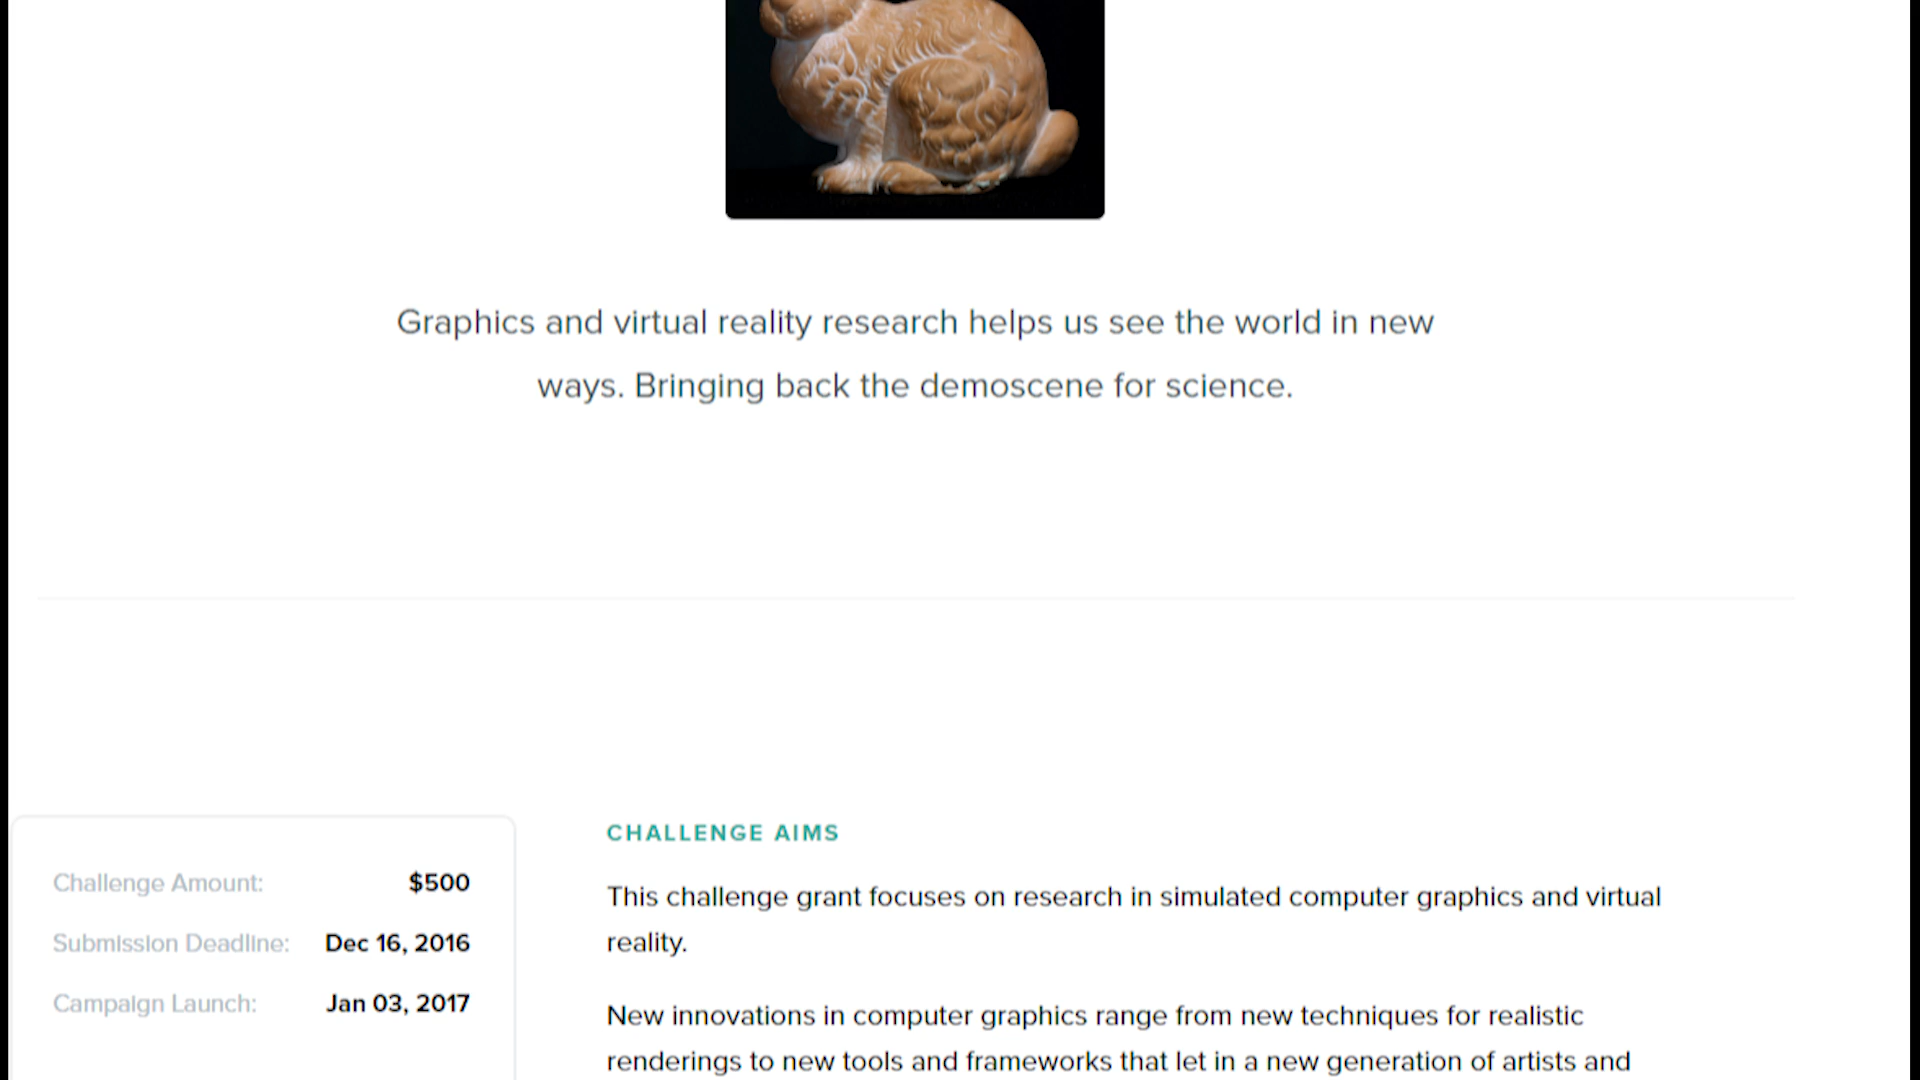 Graphics and virtual reality research helps us see the world in new
ways. Bringing back the demoscene for science.
Challenge Amount: $500
Submission Deadline: Dec 16, 2016
Campaign Launch: Jan 03, 2017
CHALLENGE AIMS
This challenge grant focuses on research in simulated computer graphics and virtual
reality.
New innovations in computer graphics range from new techniques for realistic
renderings to new tools and frameworks that let in a new generation of artists and